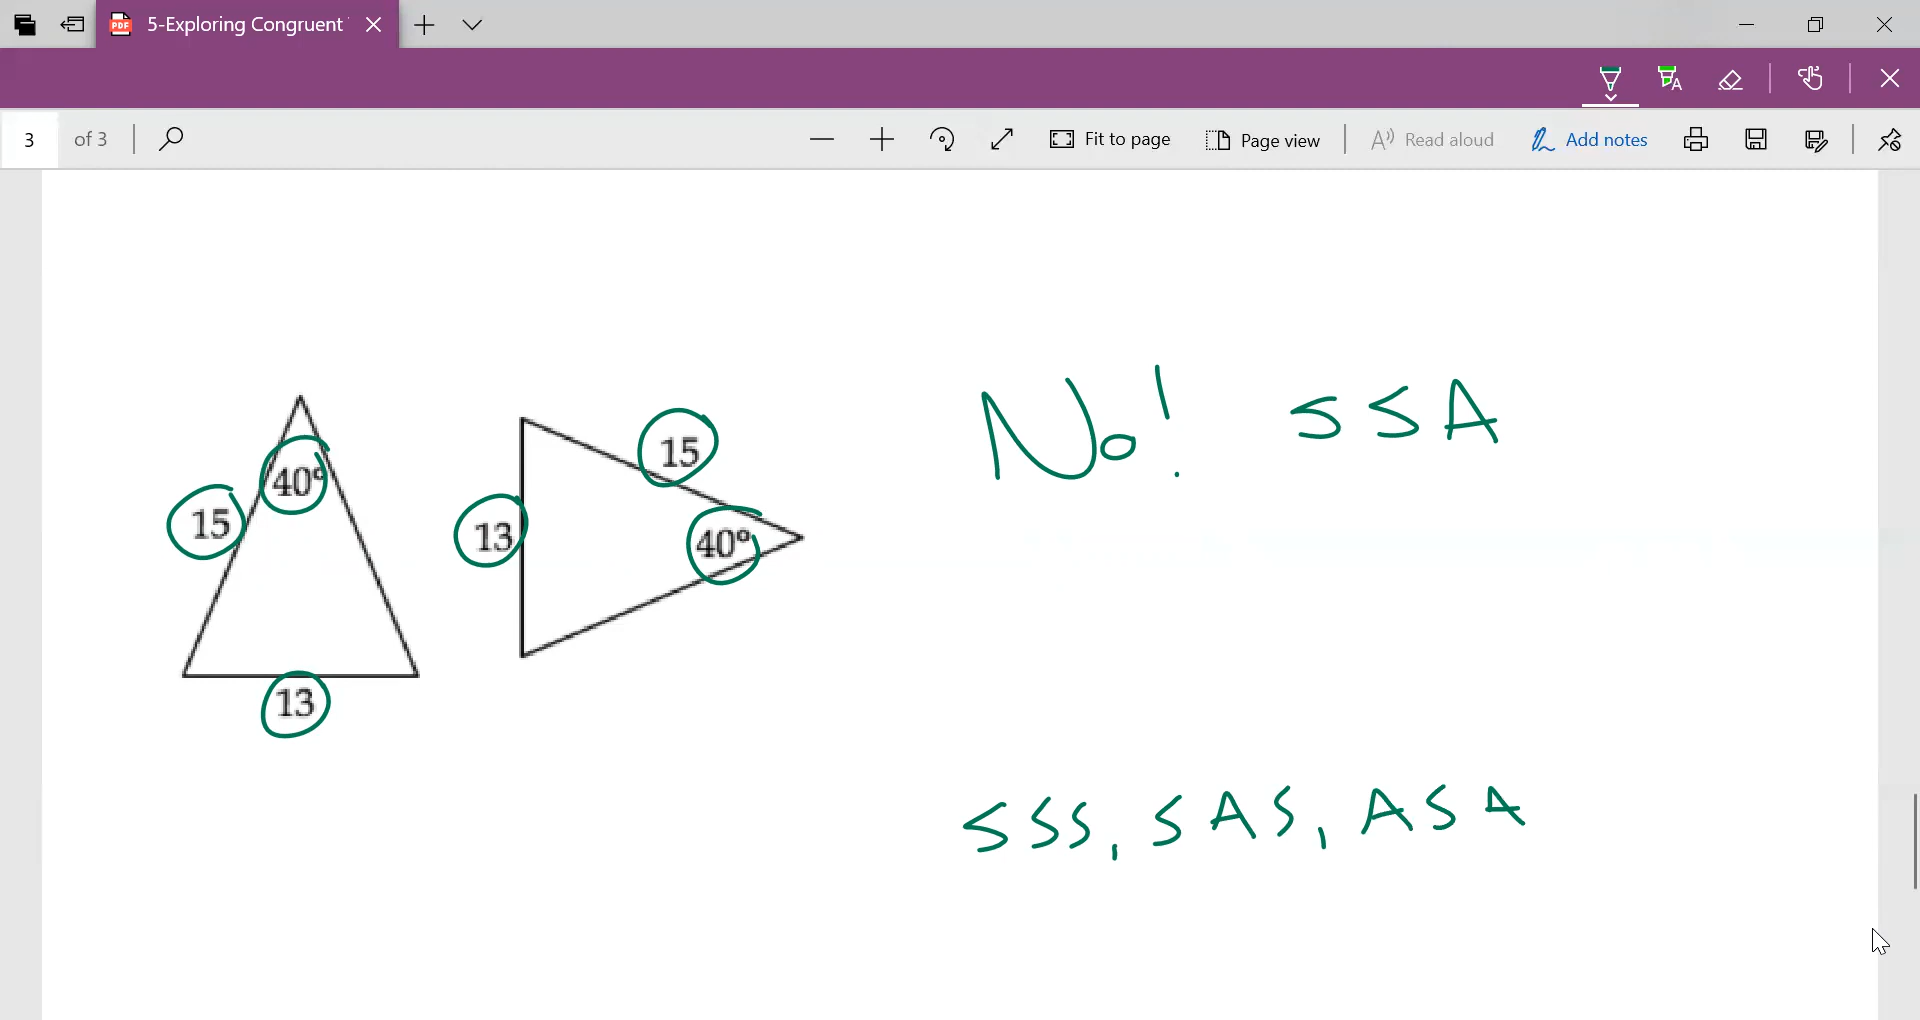 5-Exploring Congruent
3 of 3 Fit to page Page view Read aloud Add notes
No! SSA
15
40°
15
40°
13
13
SSS, SAS, ASA